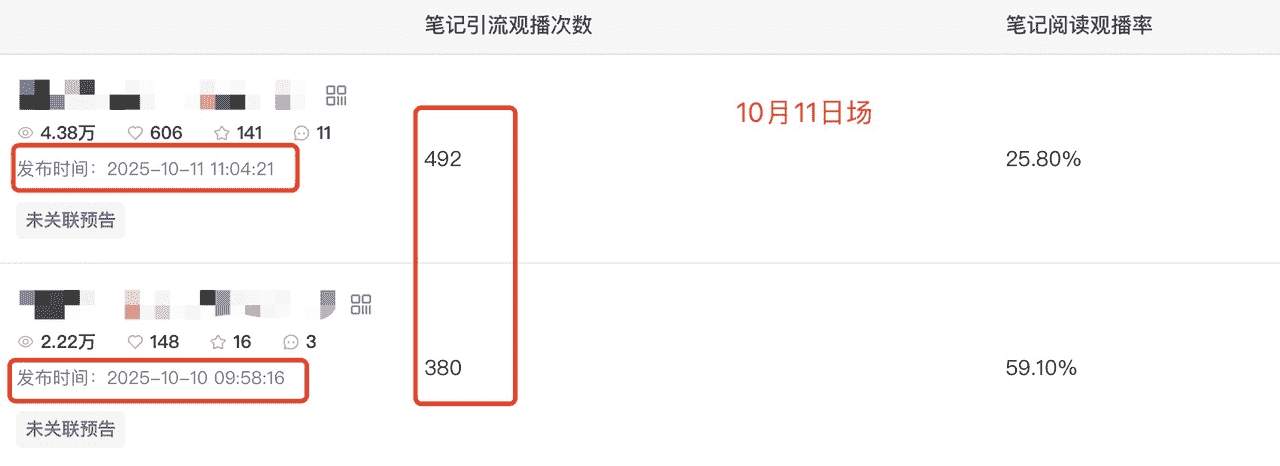 笔记引流观播次数 笔记阅读观播率
10月11日场
4.38万 606 141 11
492 25.80%
发布时间：2025-10-11 11:04:21
未关联预告
2.22万 148 16 3
380 59.10%
发布时间：2025-10-10 09:58:16
未关联预告